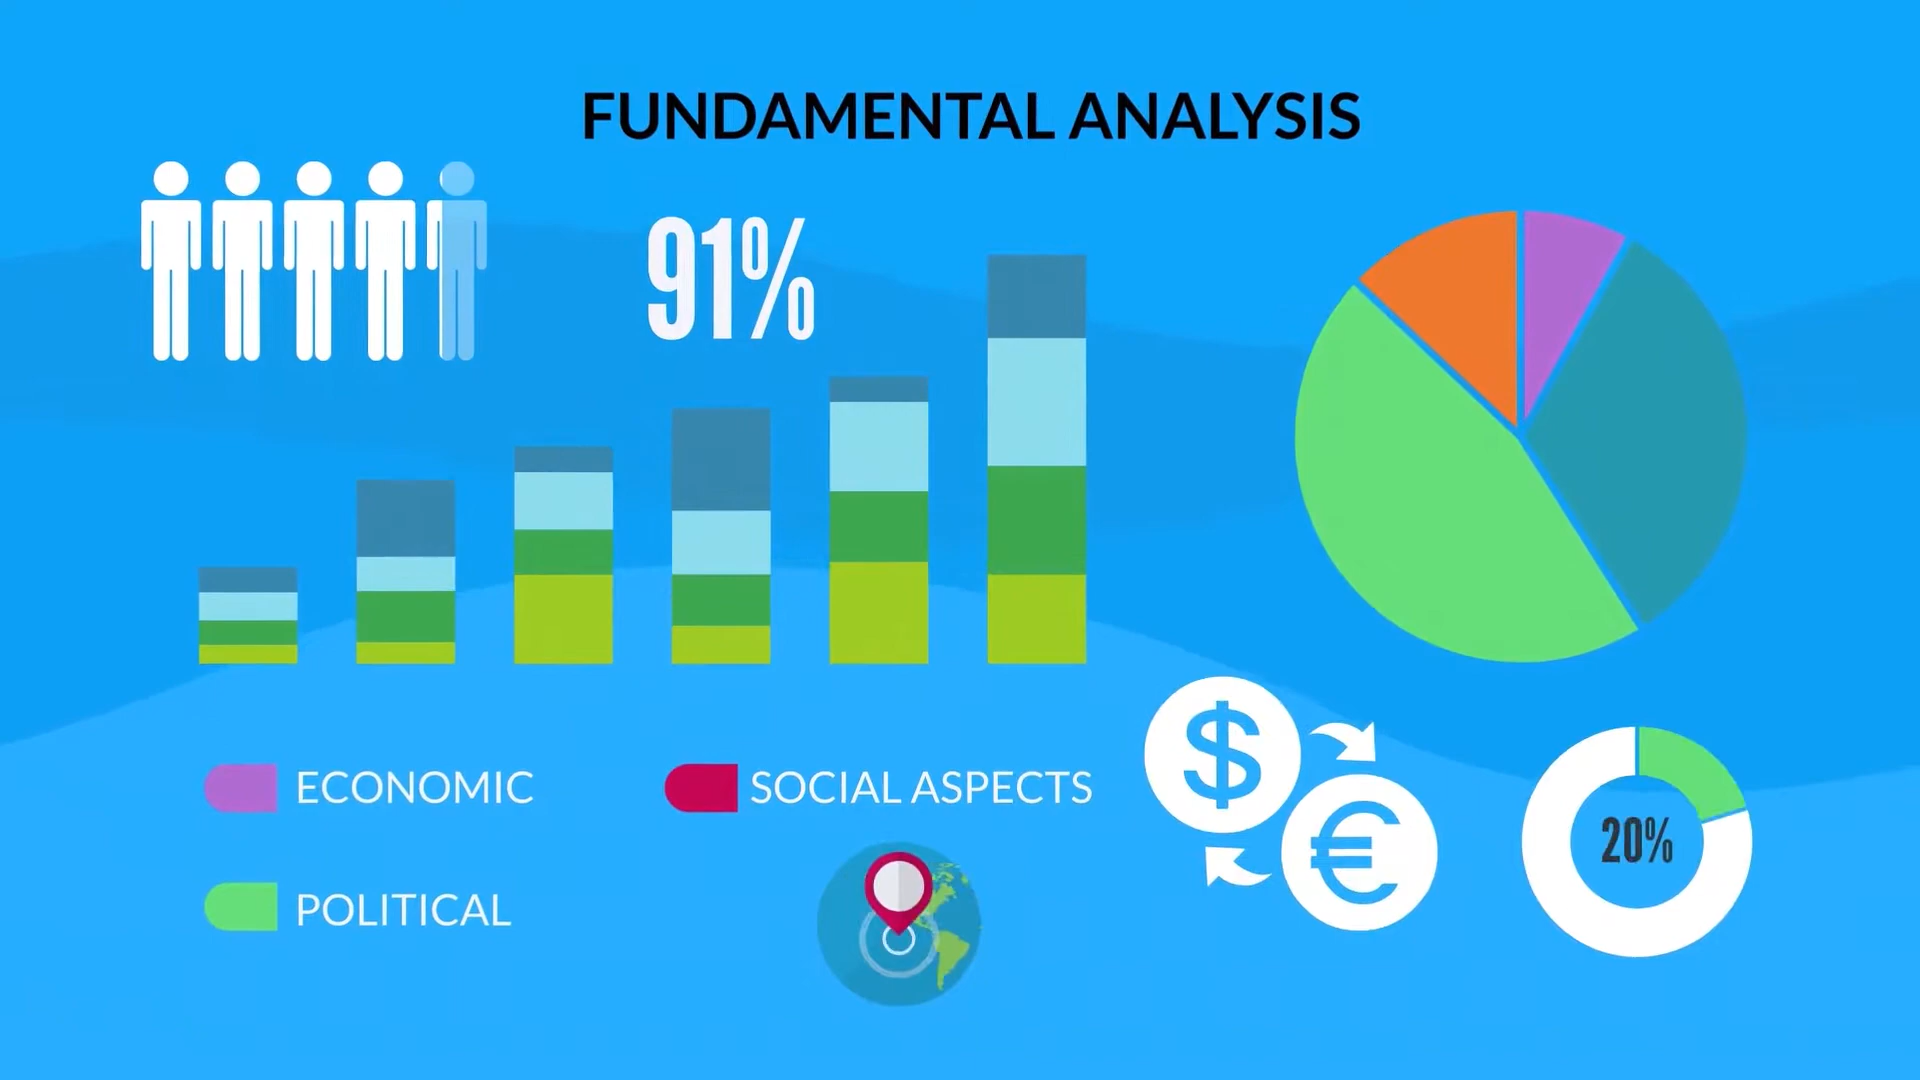 FUNDAMENTAL ANALYSIS
91%
ECONOMIC
SOCIAL ASPECTS
POLITICAL
$
€
20%